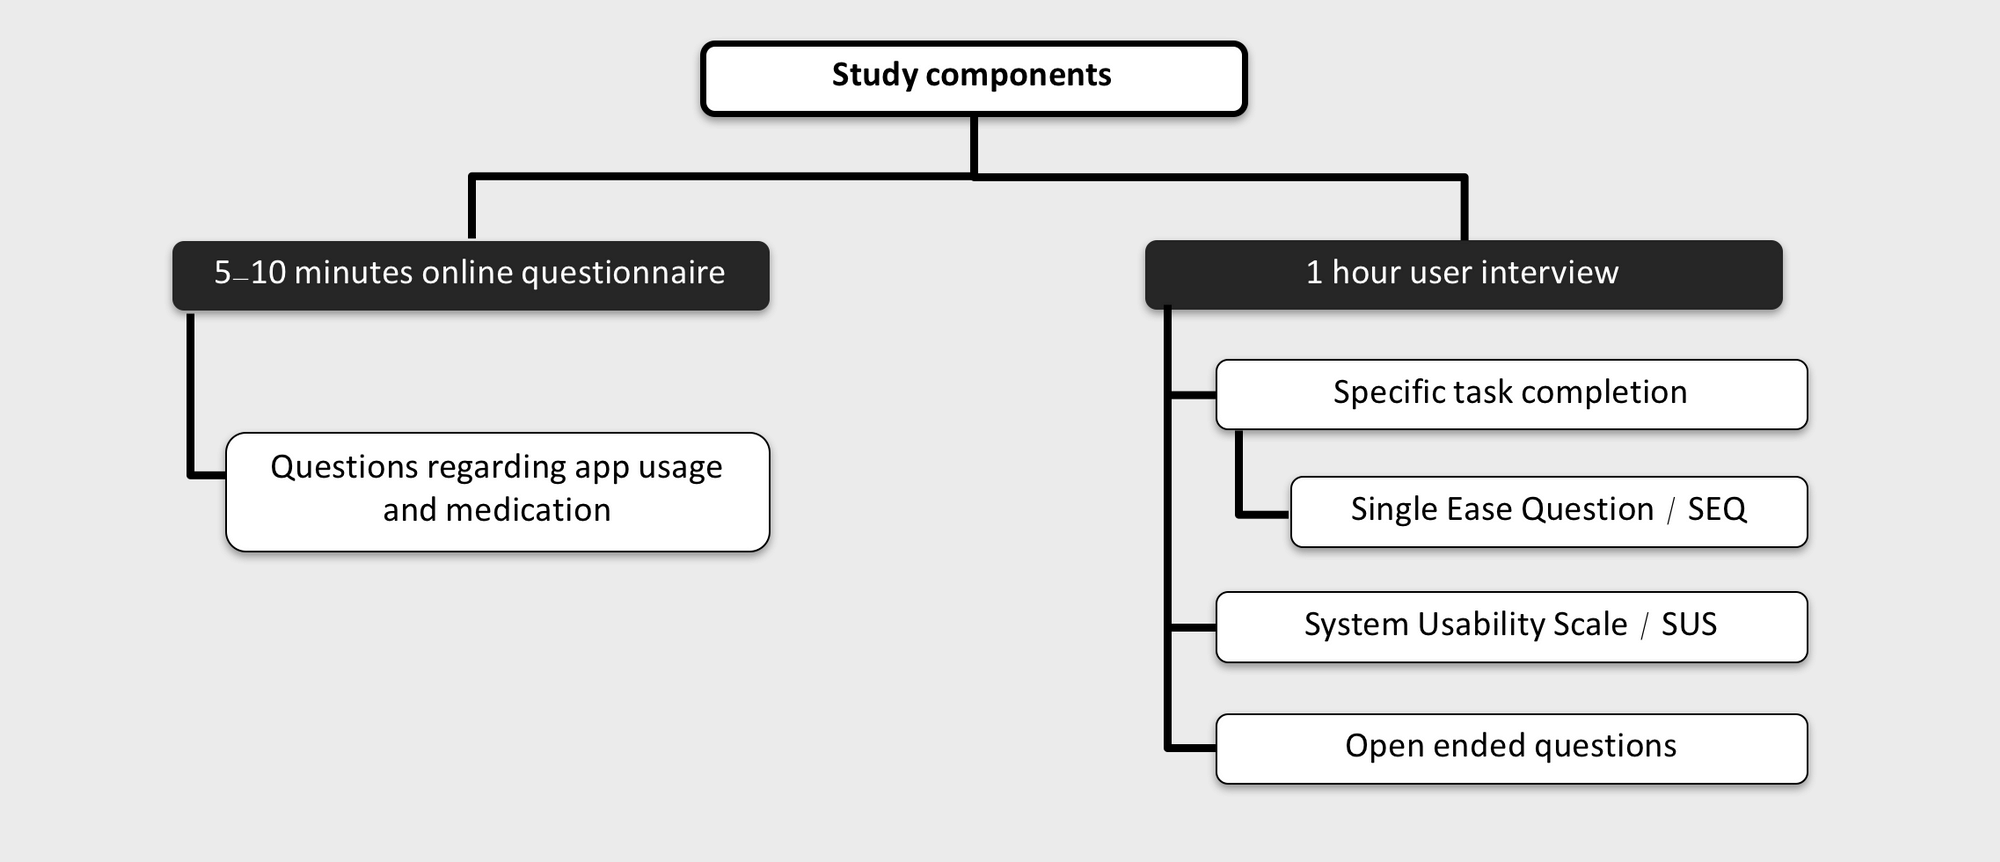 Study components
5–10 minutes online questionnaire
1 hour user interview
Questions regarding app usage
and medication
Specific task completion
Single Ease Question / SEQ
System Usability Scale / SUS
Open ended questions